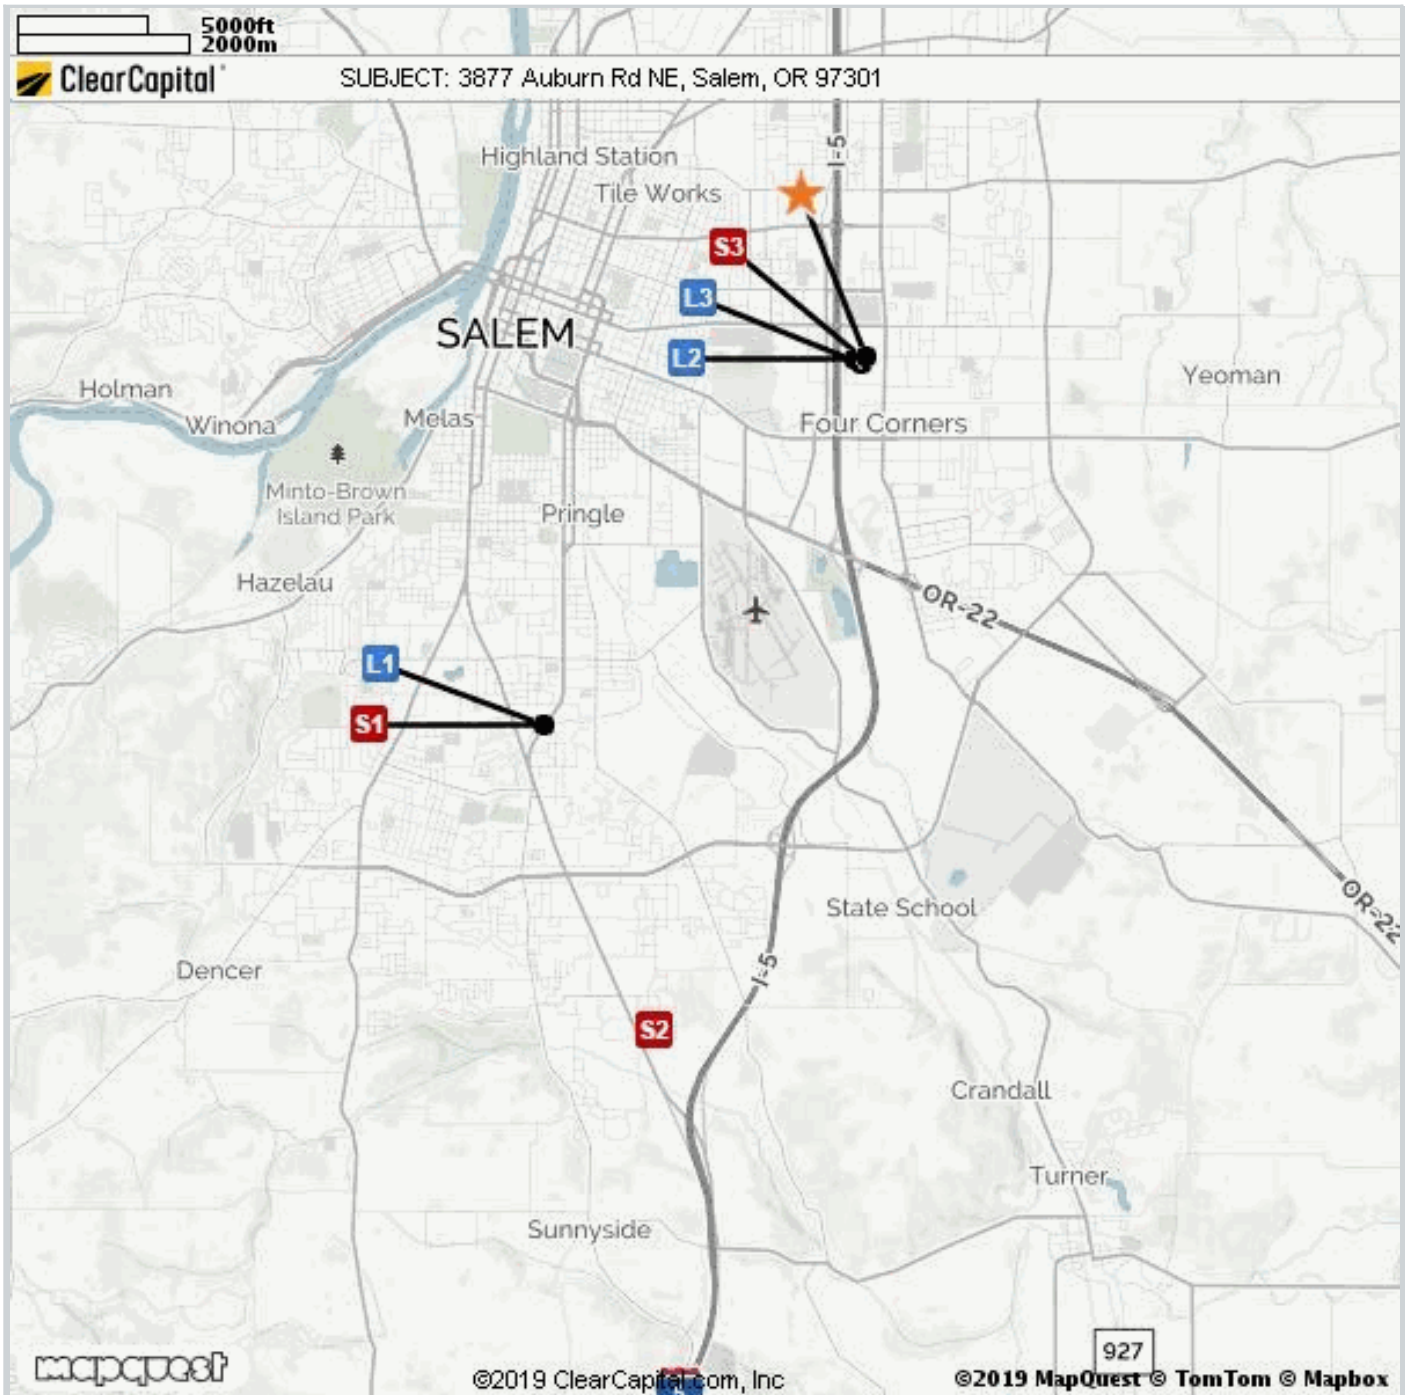 5000ft
2000m
ClearCapital SUBJECT: 3877 Auburn Rd NE, Salem, OR 97301
I-5
Highland Station
Tile Works
S3
L3
SALEM
L2
Holman
Yeoman
Winona
Melas
Four Corners
Minto-Brown
Island Park
Pringle
Hazelau
OR-22
L1
S1
State School
OR-22
Dencer
I-5
S2
Crandall
Turner
Sunnyside
927
mapquest ©2019 ClearCapital.com, Inc ©2019 MapQuest © TomTom © Mapbox